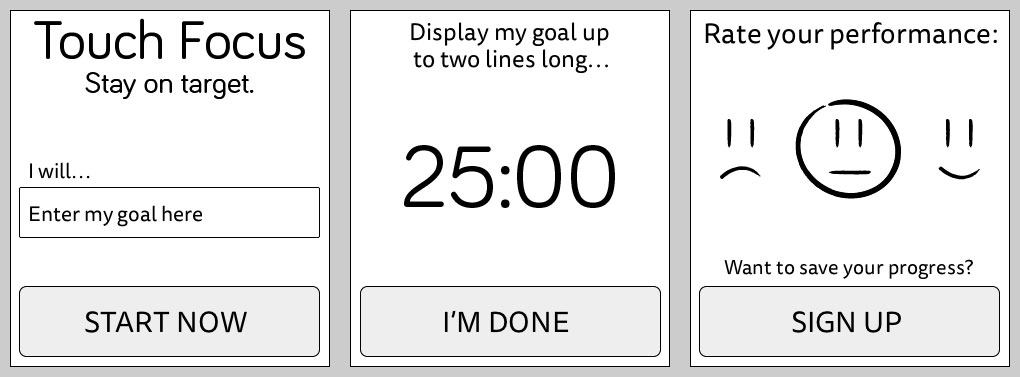 Touch Focus
Stay on target.
I will...
Enter my goal here
START NOW
Display my goal up
to two lines long...
25:00
I'M DONE
Rate your performance:
Want to save your progress?
SIGN UP